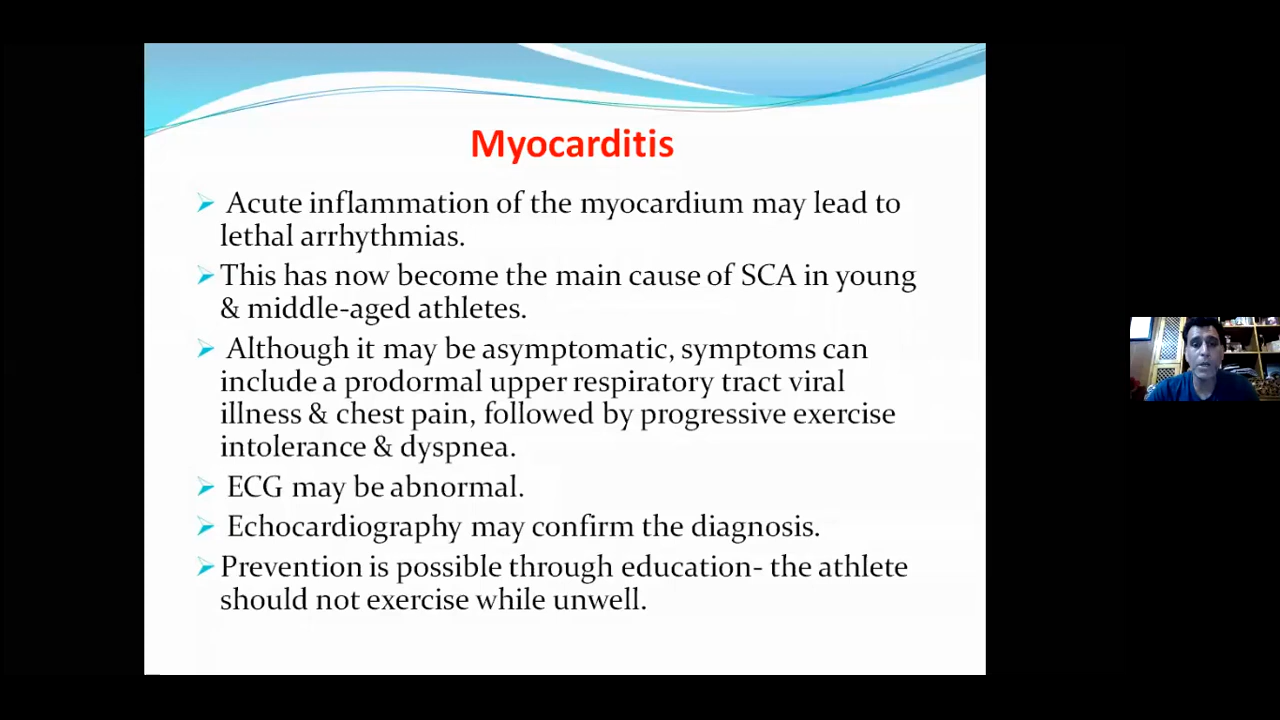 Myocarditis
Acute inflammation of the myocardium may lead to
lethal arrhythmias.
This has now become the main cause of SCA in young
& middle-aged athletes.
Although it may be asymptomatic, symptoms can
include a prodormal upper respiratory tract viral
illness & chest pain, followed by progressive exercise
intolerance & dyspnea.
ECG may be abnormal.
Echocardiography may confirm the diagnosis.
Prevention is possible through education- the athlete
should not exercise while unwell.